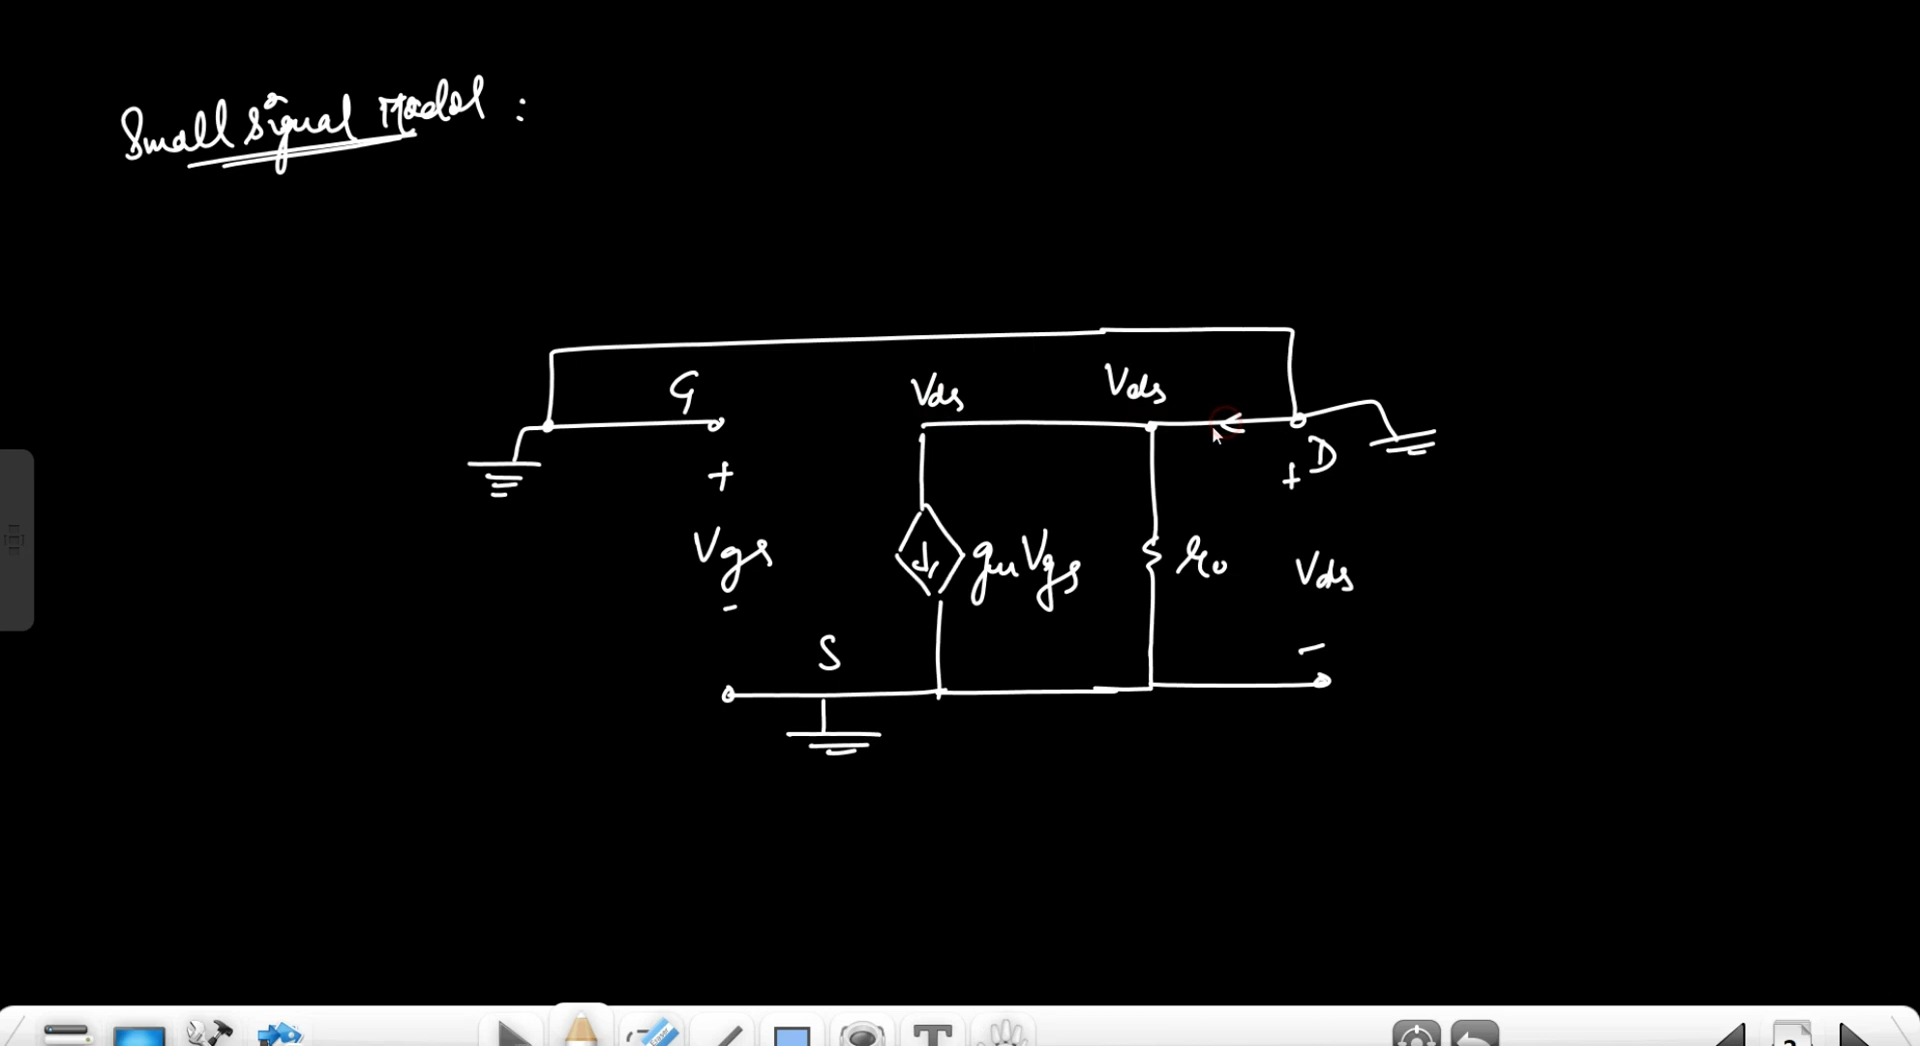 Small Signal Model :
G
Vds
Vds
D
+
+
Vgs
gmVgs
ro
Vds
-
-
S